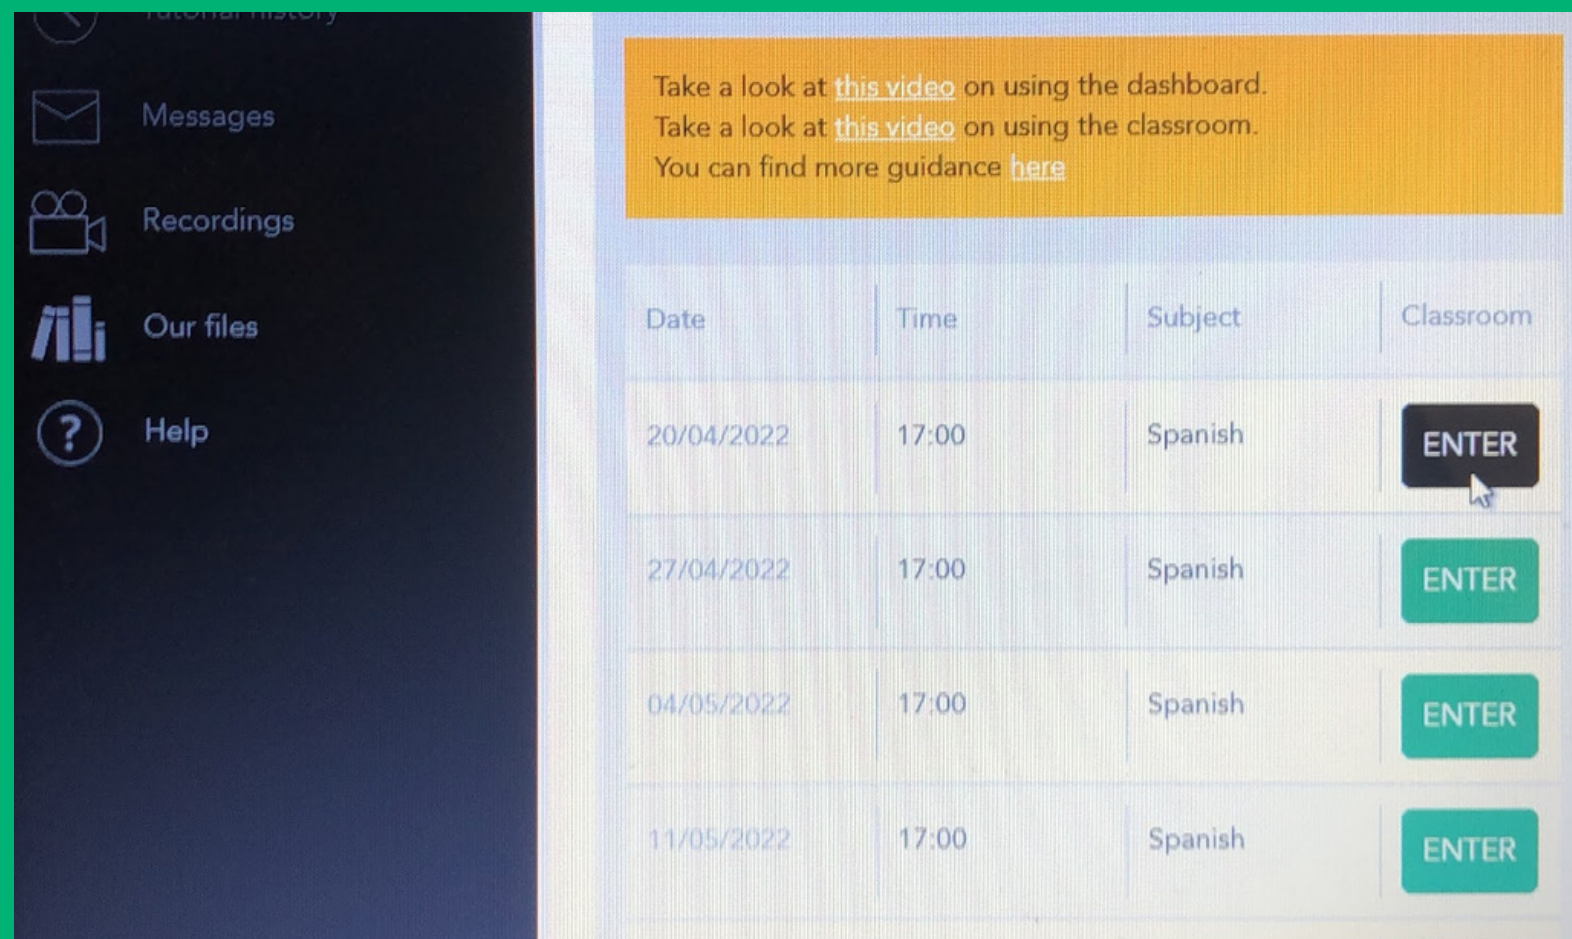 Tutorial history
Messages
Recordings
Our files
Help
Take a look at this video on using the dashboard.
Take a look at this video on using the classroom.
You can find more guidance here
Date Time Subject Classroom
20/04/2022 17:00 Spanish ENTER
27/04/2022 17:00 Spanish ENTER
04/05/2022 17:00 Spanish ENTER
11/05/2022 17:00 Spanish ENTER